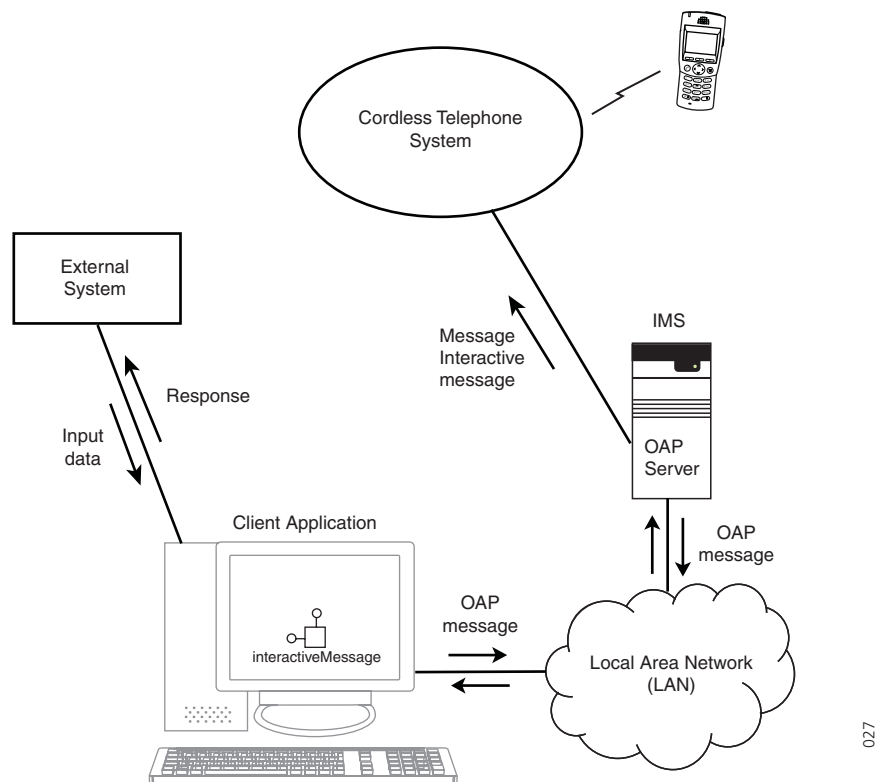 Cordless Telephone
System
External
System
IMS
Message
Interactive
message
Response
Input
data
OAP
Server
Client Application
OAP
message
OAP
message
interactiveMessage
Local Area Network
(LAN)
027